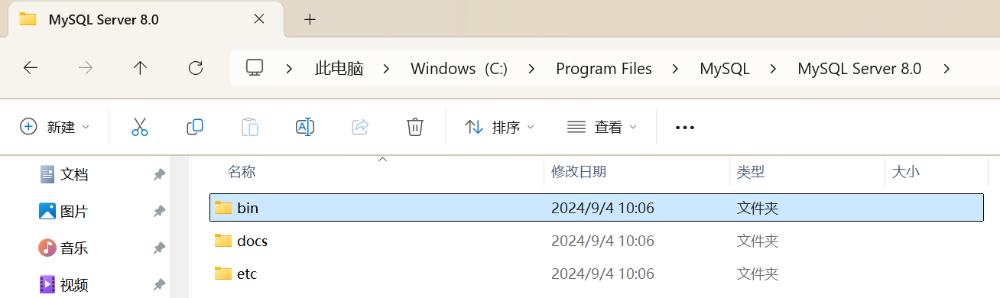 MySQL Server 8.0
此电脑 Windows (C:) Program Files MySQL MySQL Server 8.0
新建 排序 查看
名称 修改日期 类型 大小
文档
bin 2024/9/4 10:06 文件夹
图片
docs 2024/9/4 10:06 文件夹
音乐
etc 2024/9/4 10:06 文件夹
视频